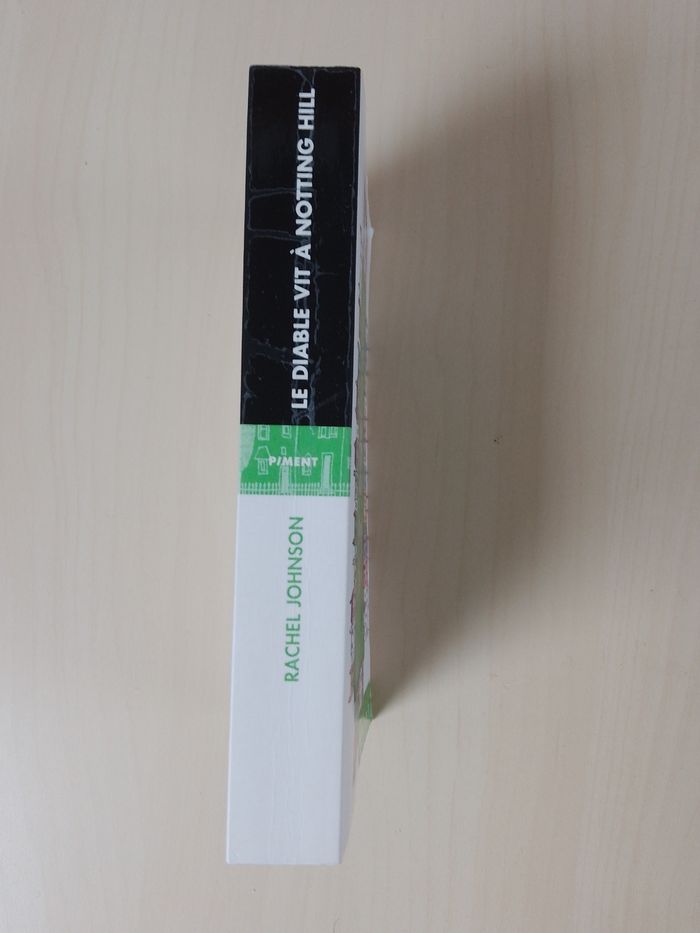 LE DIABLE VIT À NOTTING HILL
PIMENT
RACHEL JOHNSON